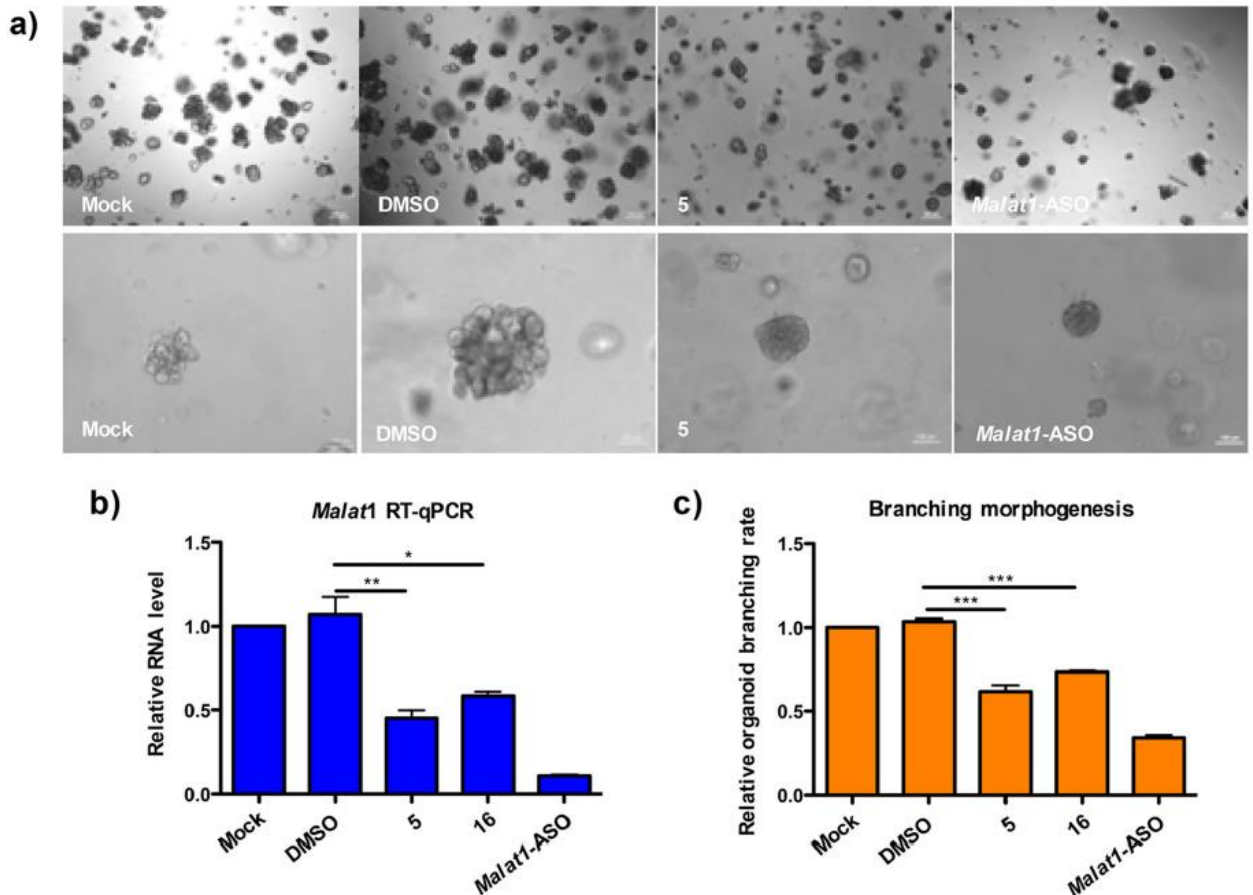 a)
Mock
DMSO
5
Malat1-ASO
Mock
DMSO
5
Malat1-ASO
b)
Malat1 RT-qPCR
Relative RNA level
1.5
1.0
0.5
0.0
*
**
Mock
DMSO
5
16
Malat1-ASO
c)
Branching morphogenesis
Relative organoid branching rate
1.5
1.0
0.5
0.0
***
***
Mock
DMSO
5
16
Malat1-ASO